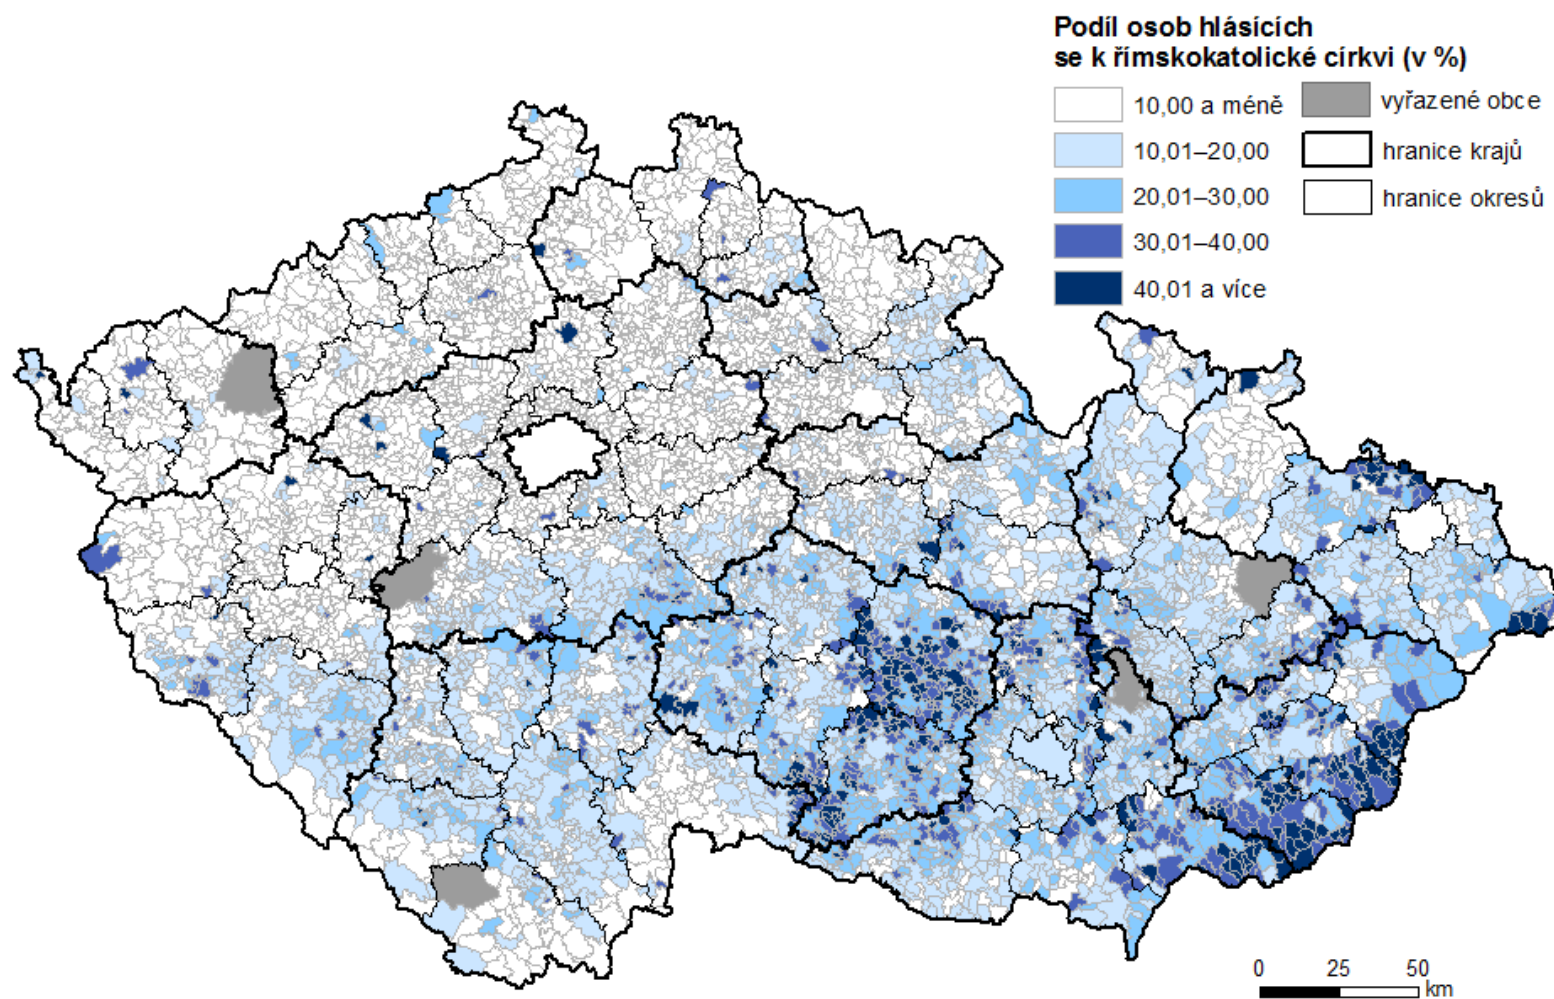 Podíl osob hlásících
se k římskokatolické církvi (v %)
10,00 a méně
vyřazené obce
10,01–20,00
hranice krajů
20,01–30,00
hranice okresů
30,01–40,00
40,01 a více
0 25 50
km